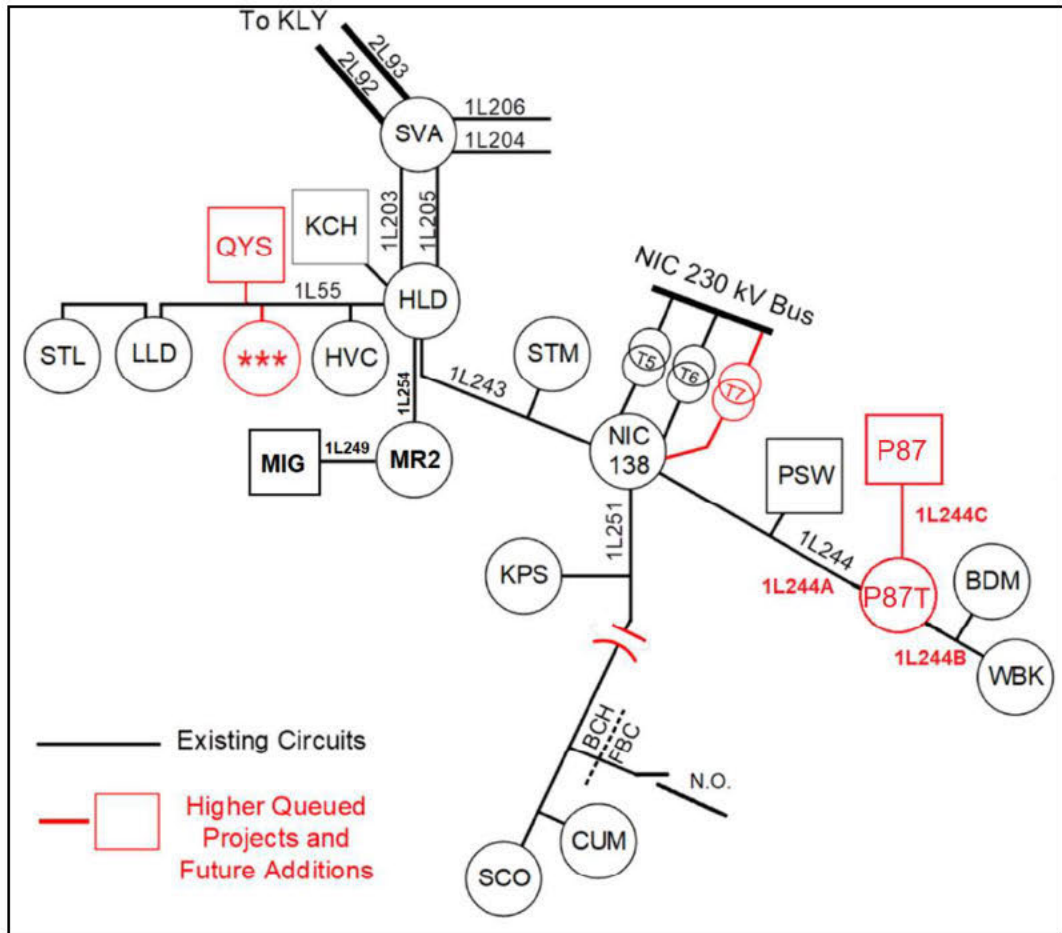 To KLY
2L93
2L92
1L206
SVA
1L204
1L203
1L205
KCH
QYS
NIC 230 kV Bus
1L55
HLD
STL
LLD
***
HVC
STM
T5
T6
T7
1L243
1L254
NIC
138
P87
MIG
1L249
MR2
PSW
1L244C
1L251
1L244
KPS
1L244A
P87T
BDM
1L244B
WBK
BCH
FBC
N.O.
Existing Circuits
CUM
SCO
Higher Queued
Projects and
Future Additions